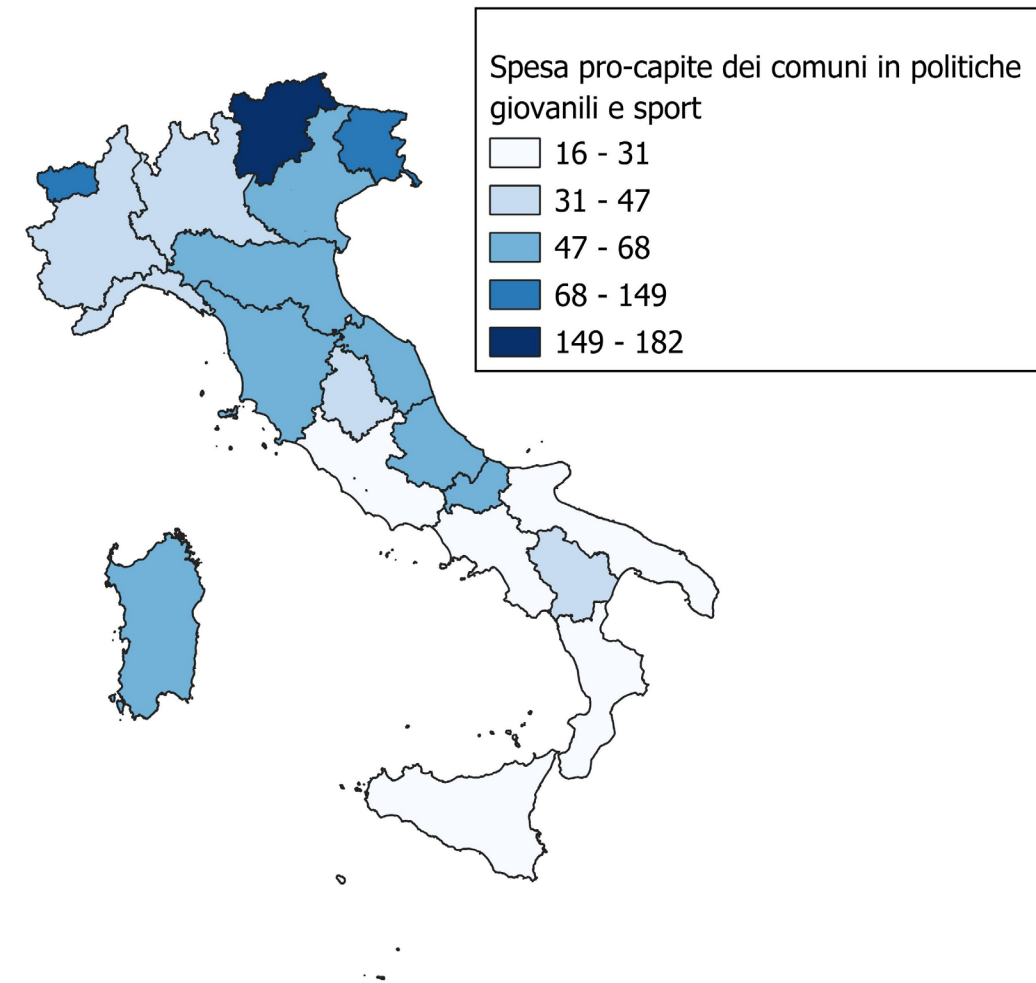 Spesa pro-capite dei comuni in politiche
giovanili e sport
16 - 31
31 - 47
47 - 68
68 - 149
149 - 182